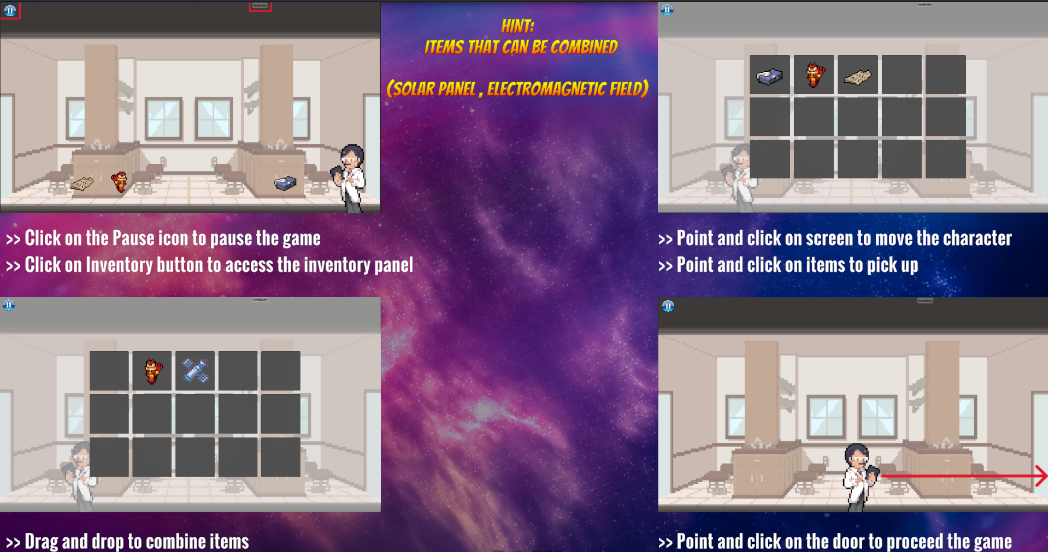 HINT:
ITEMS THAT CAN BE COMBINED
(SOLAR PANEL , ELECTROMAGNETIC FIELD)
>> Click on the Pause icon to pause the game
>> Click on Inventory button to access the inventory panel
>> Point and click on screen to move the character
>> Point and click on items to pick up
>> Drag and drop to combine items
>> Point and click on the door to proceed the game